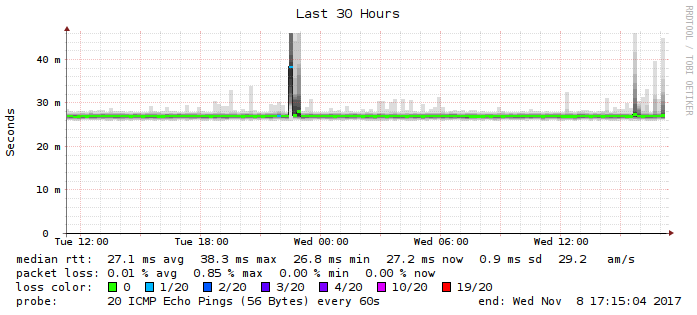 Last 30 Hours
RRDTOOL / TOBI OETIKER
Seconds
40 m
30 m
20 m
10 m
0
Tue 12:00 Tue 18:00 Wed 00:00 Wed 06:00 Wed 12:00
median rtt: 27.1 ms avg 38.3 ms max 26.8 ms min 27.2 ms now 0.9 ms sd 29.2 am/s
packet loss: 0.01 % avg 0.85 % max 0.00 % min 0.00 % now
loss color: 0 1/20 2/20 3/20 4/20 10/20 19/20
probe: 20 ICMP Echo Pings (56 Bytes) every 60s end: Wed Nov 8 17:15:04 2017